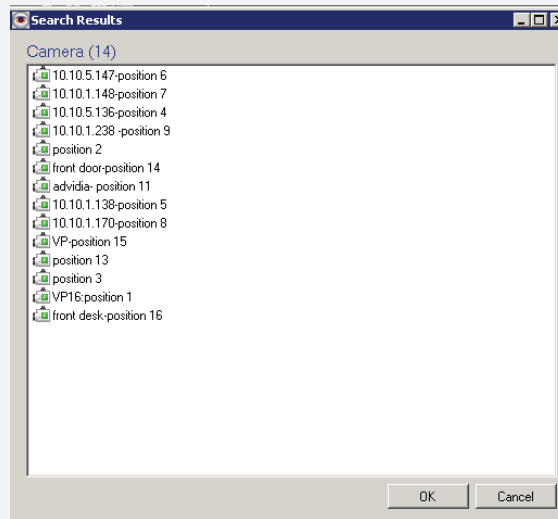 Search Results
Camera (14)
10.10.5.147-position 6
10.10.1.148-position 7
10.10.5.136-position 4
10.10.1.238 -position 9
position 2
front door-position 14
advidia- position 11
10.10.1.138-position 5
10.10.1.170-position 8
VP-position 15
position 13
position 3
VP16:position 1
front desk-position 16
OK Cancel